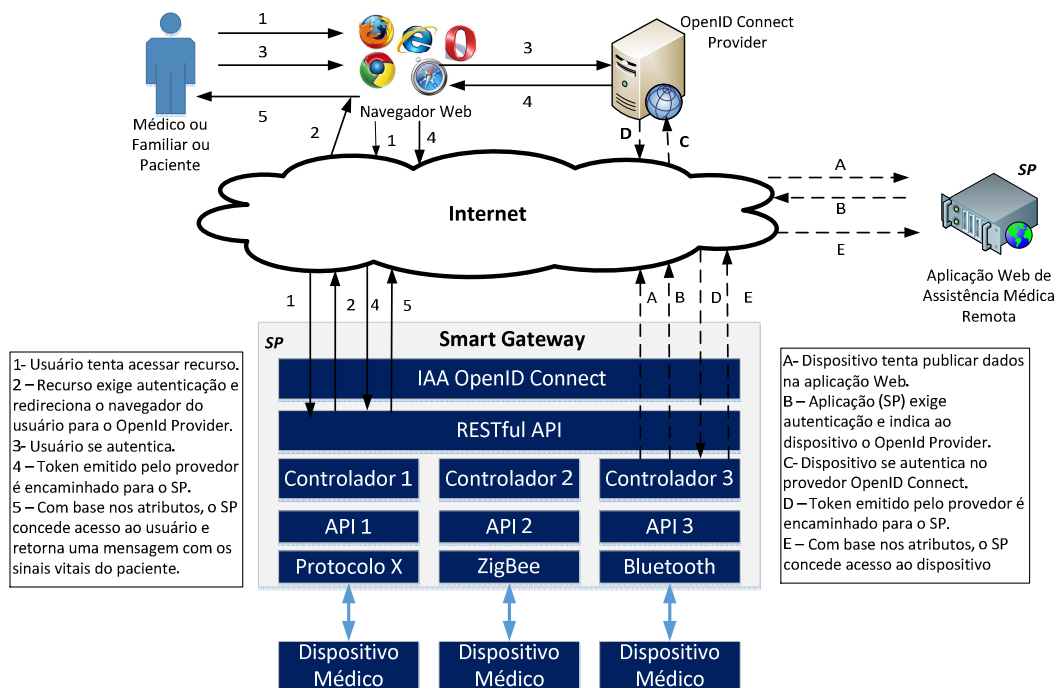 1
3
5
Médico ou
Familiar ou
Paciente
Navegador Web
3
4
OpenID Connect
Provider
2
1
4
D
C
Internet
A
B
E
SP
Aplicação Web de
Assistência Médica
Remota
1
2
4
5
A
B
D
E
SP
Smart Gateway
IAA OpenID Connect
RESTful API
Controlador 1
Controlador 2
Controlador 3
API 1
API 2
API 3
Protocolo X
ZigBee
Bluetooth
Dispositivo
Médico
Dispositivo
Médico
Dispositivo
Médico
1- Usuário tenta acessar recurso.
2 – Recurso exige autenticação e
redireciona o navegador do
usuário para o OpenId Provider.
3- Usuário se autentica.
4 – Token emitido pelo provedor
é encaminhado para o SP.
5 – Com base nos atributos, o SP
concede acesso ao usuário e
retorna uma mensagem com os
sinais vitais do paciente.
A- Dispositivo tenta publicar dados
na aplicação Web.
B – Aplicação (SP) exige
autenticação e indica ao
dispositivo o OpenId Provider.
C- Dispositivo se autentica no
provedor OpenID Connect.
D – Token emitido pelo provedor é
encaminhado para o SP.
E – Com base nos atributos, o SP
concede acesso ao dispositivo